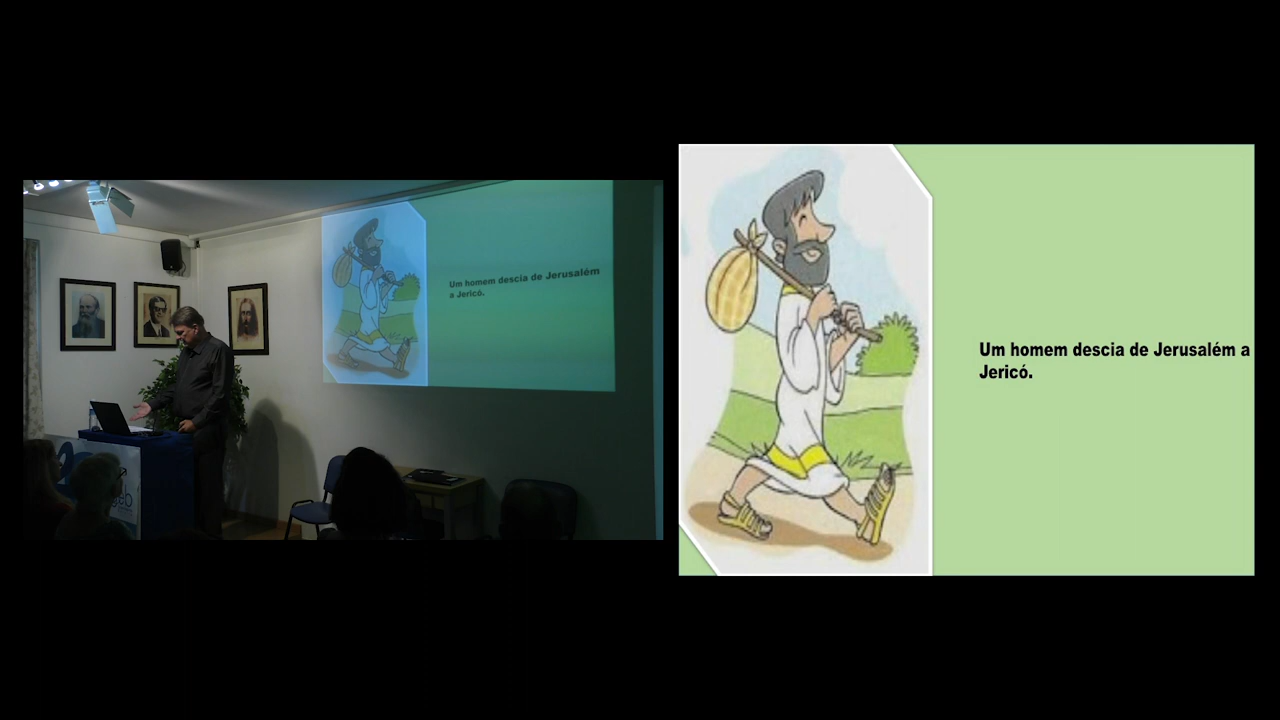 Um homem descia de Jerusalém
a Jericó.
Um homem descia de Jerusalém a
Jericó.